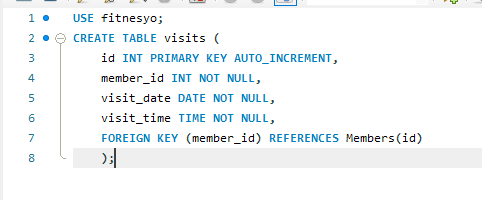 1 USE fitnesyo;
2 CREATE TABLE visits (
3 id INT PRIMARY KEY AUTO_INCREMENT,
4 member_id INT NOT NULL,
5 visit_date DATE NOT NULL,
6 visit_time TIME NOT NULL,
7 FOREIGN KEY (member_id) REFERENCES Members(id)
8 );